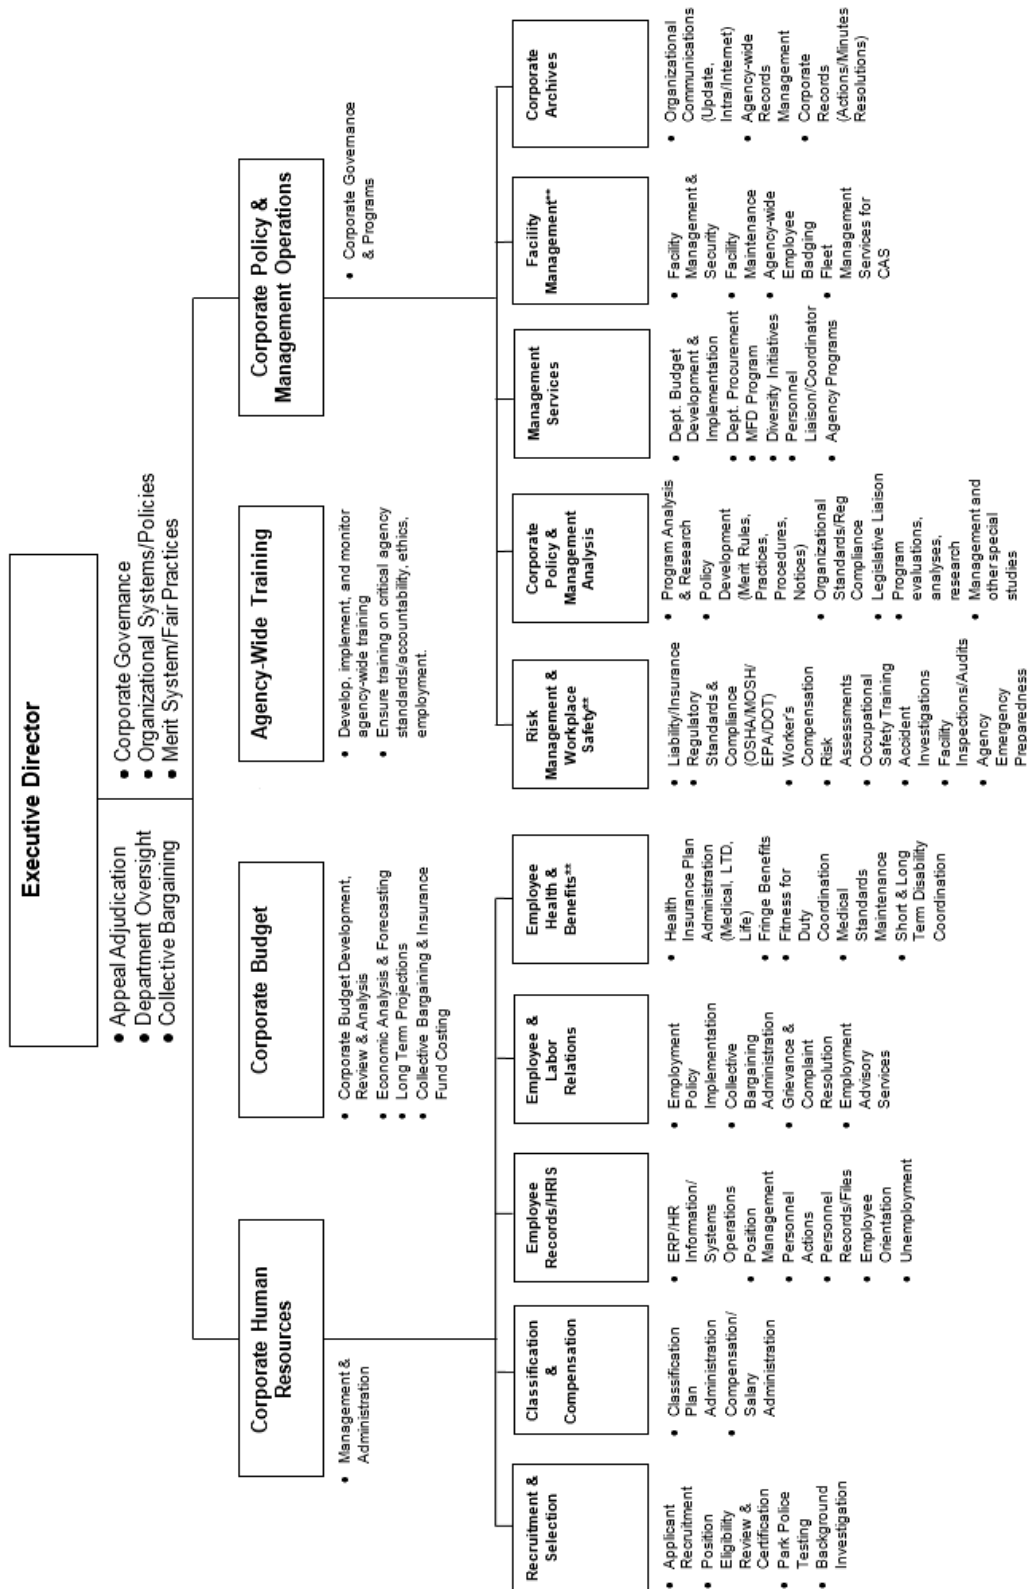 Executive Director
• Appeal Adjudication
• Department Oversight
• Collective Bargaining
• Corporate Governance
• Organizational Systems/Policies
• Merit System/Fair Practices
Corporate Human
Resources
• Management &
Administration
Corporate Budget
• Corporate Budget Development,
Review & Analysis
• Economic Analysis & Forecasting
• Long Term Projections
• Collective Bargaining & Insurance
Fund Costing
Agency-Wide Training
• Develop, implement, and monitor
agency-wide training
• Ensure training on critical agency
standards/accountability, ethics,
employment.
Corporate Policy &
Management Operations
• Corporate Governance
& Programs
Recruitment &
Selection
• Applicant
Recruitment
• Position
Eligibility
Review &
Certification
• Park Police
Testing
• Background
Investigation
Classification
&
Compensation
• Classification
Plan
Administration
• Compensation/
Salary
Administration
Employee
Records/HRIS
• ERP/HR
Information/
Systems
Operations
• Position
Management
• Personnel
Actions
• Personnel
Records/Files
• Employee
Orientation
• Unemployment
Employee &
Labor
Relations
• Employment
Policy
Implementation
• Collective
Bargaining
Administration
• Grievance &
Complaint
Resolution
• Employment
Advisory
Services
Employee
Health &
Benefits**
• Health
Insurance Plan
Administration
(Medical, LTD,
Life)
• Fringe Benefits
• Fitness for
Duty
Coordination
• Medical
Standards
Maintenance
• Short & Long
Term Disability
Coordination
Risk
Management &
Workplace
Safety**
• Liability/Insurance
• Regulatory
Standards &
Compliance
(OSHA/MOSH/
EPA/DOT)
• Worker's
Compensation
• Risk
Assessments
• Occupational
Safety Training
• Accident
Investigations
• Facility
Inspections/Audits
• Agency
Emergency
Preparedness
Corporate
Policy &
Management
Analysis
• Program Analysis
& Research
• Policy
Development
(Merit Rules,
Practices,
Procedures,
Notices)
• Organizational
Standards/Reg
Compliance
• Legislative Liaison
• Program
evaluations,
analyses,
research
• Management and
other special
studies
Management
Services
• Dept. Budget
Development &
Implementation
• Dept. Procurement
• MFD Program
• Diversity Initiatives
• Personnel
Liaison/Coordinator
• Agency Programs
Facility
Management**
• Facility
Management &
Security
• Facility
Maintenance
• Agency-wide
Employee
Badging
• Fleet
Management
Services for
CAS
Corporate
Archives
• Organizational
Communications
(Update,
Intra/Internet)
• Agency-wide
Records
Management
• Corporate
Records
(Actions/Minutes
Resolutions)